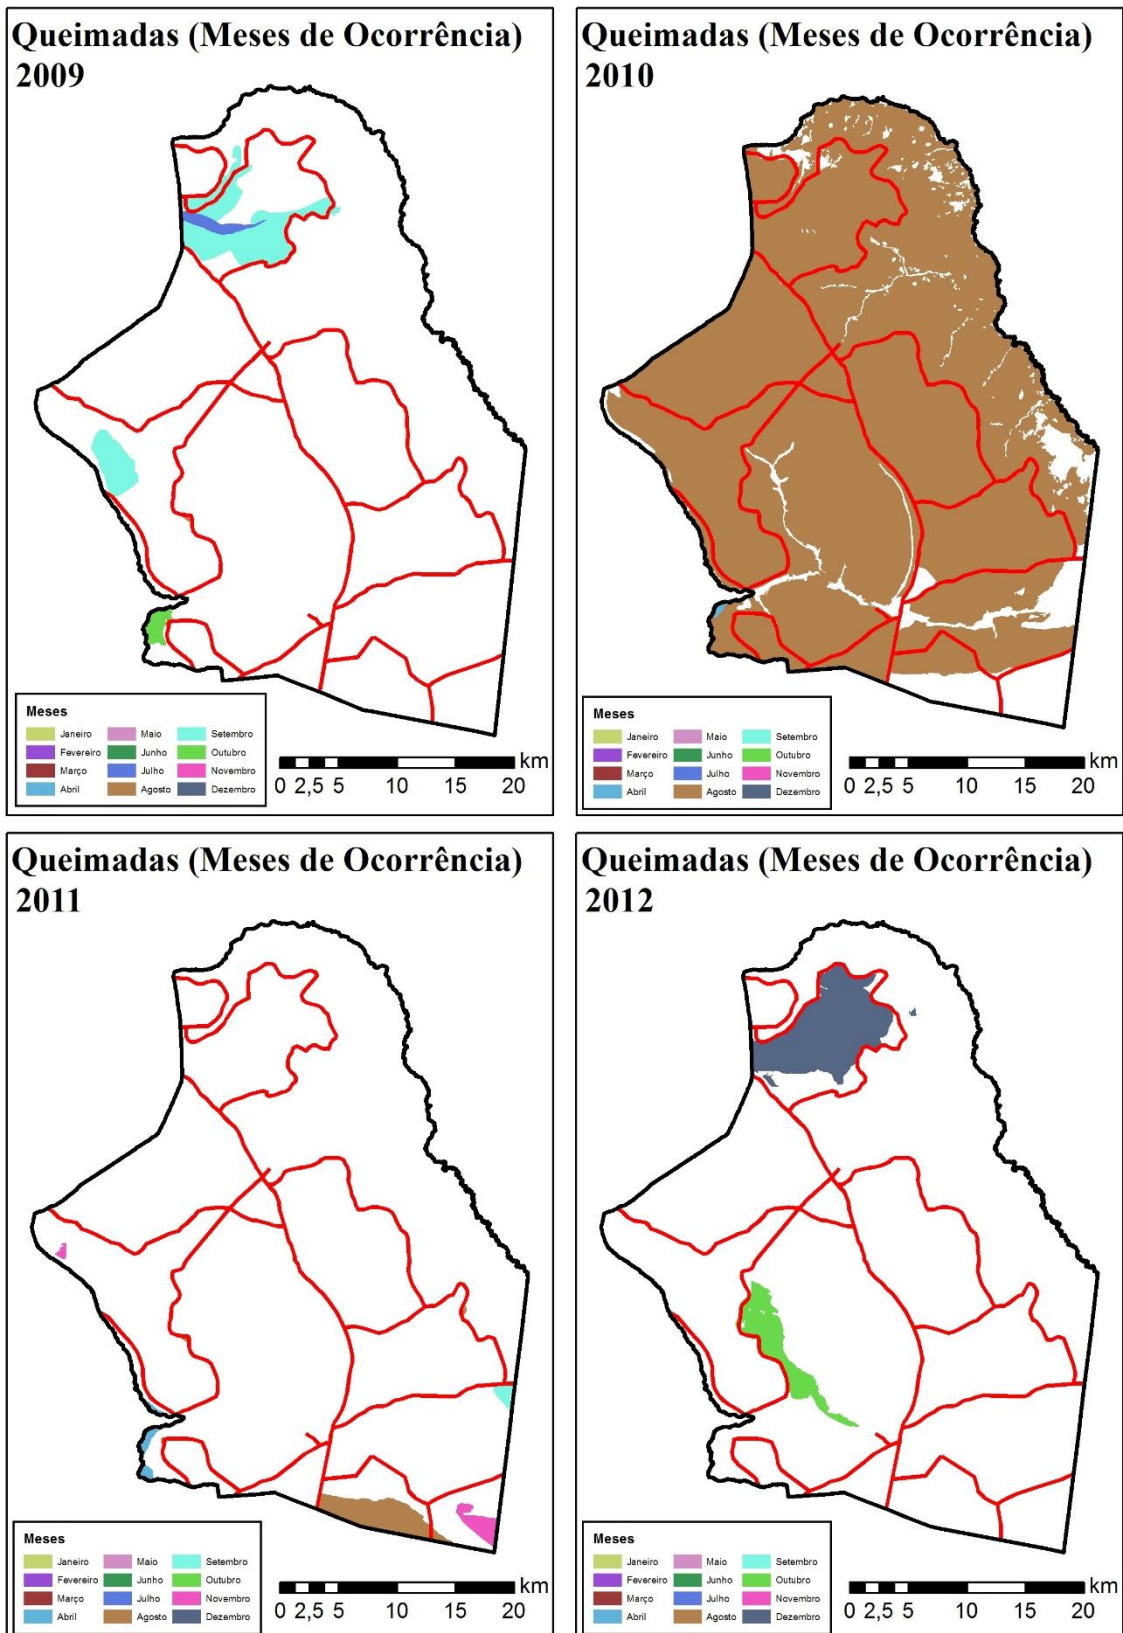 Queimadas (Meses de Ocorrência)
2009
Meses
Janeiro Maio Setembro
Fevereiro Junho Outubro
Março Julho Novembro
Abril Agosto Dezembro
km
0 2,5 5 10 15 20
Queimadas (Meses de Ocorrência)
2010
Meses
Janeiro Maio Setembro
Fevereiro Junho Outubro
Março Julho Novembro
Abril Agosto Dezembro
km
0 2,5 5 10 15 20
Queimadas (Meses de Ocorrência)
2011
Meses
Janeiro Maio Setembro
Fevereiro Junho Outubro
Março Julho Novembro
Abril Agosto Dezembro
km
0 2,5 5 10 15 20
Queimadas (Meses de Ocorrência)
2012
Meses
Janeiro Maio Setembro
Fevereiro Junho Outubro
Março Julho Novembro
Abril Agosto Dezembro
km
0 2,5 5 10 15 20